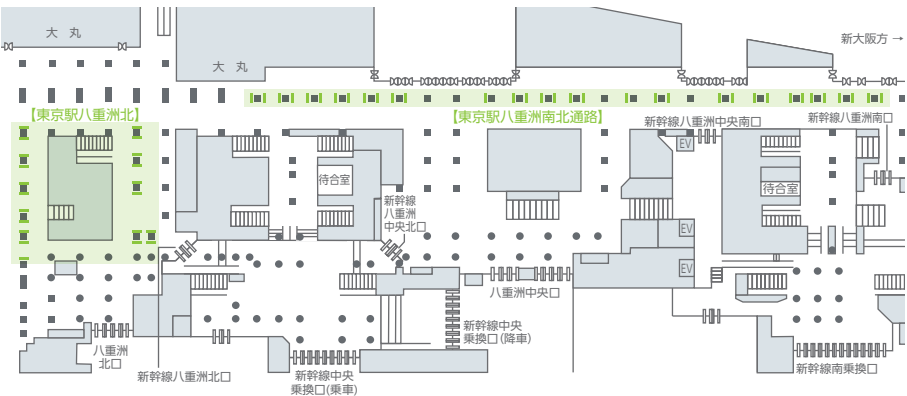 大 丸
大 丸
新大阪方 →
【東京駅八重洲北】
【東京駅八重洲南北通路】
新幹線八重洲中央南口
新幹線八重洲南口
EV
待合室
待合室
新幹線
八重洲
中央北口
EV
EV
八重洲中央口
新幹線中央
乗換口(降車)
八重洲
北口
新幹線八重洲北口
新幹線中央
乗換口(乗車)
新幹線南乗換口